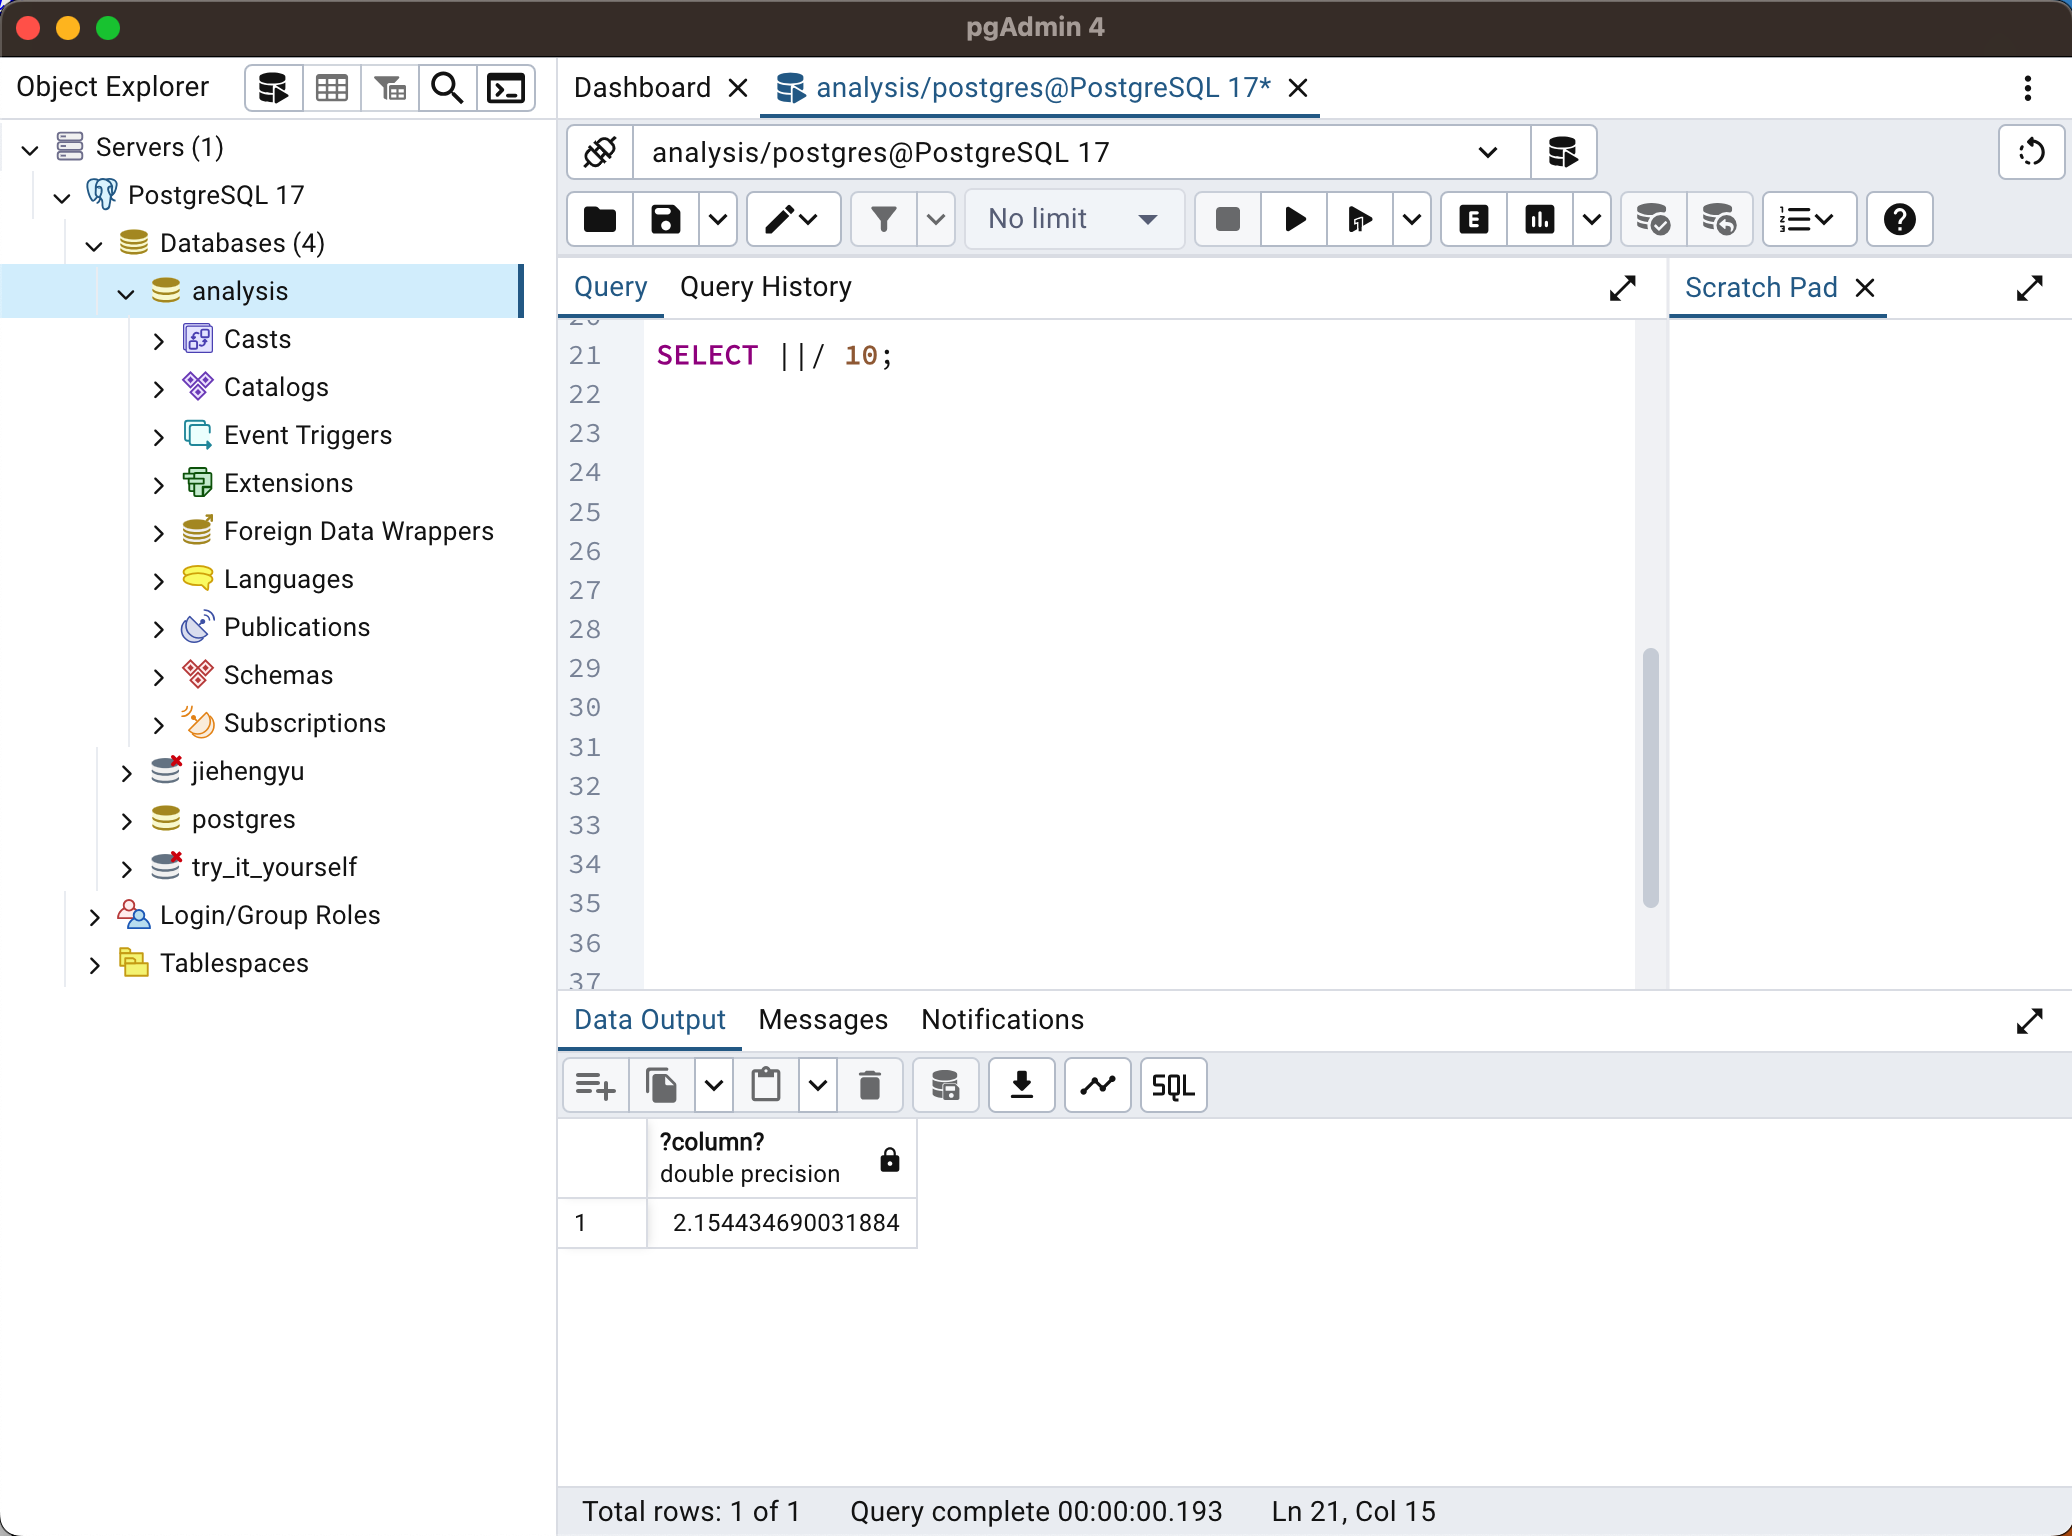 pgAdmin 4
Object Explorer
Dashboard
analysis/postgres@PostgreSQL 17*
Servers (1)
PostgreSQL 17
Databases (4)
analysis
Casts
Catalogs
Event Triggers
Extensions
Foreign Data Wrappers
Languages
Publications
Schemas
Subscriptions
jiehengyu
postgres
try_it_yourself
Login/Group Roles
Tablespaces
analysis/postgres@PostgreSQL 17
No limit
E
Query
Query History
Scratch Pad
20
21 SELECT ||/ 10;
22
23
24
25
26
27
28
29
30
31
32
33
34
35
36
37
Data Output
Messages
Notifications
SQL
?column?
double precision
1 2.154434690031884
Total rows: 1 of 1
Query complete 00:00:00.193
Ln 21, Col 15